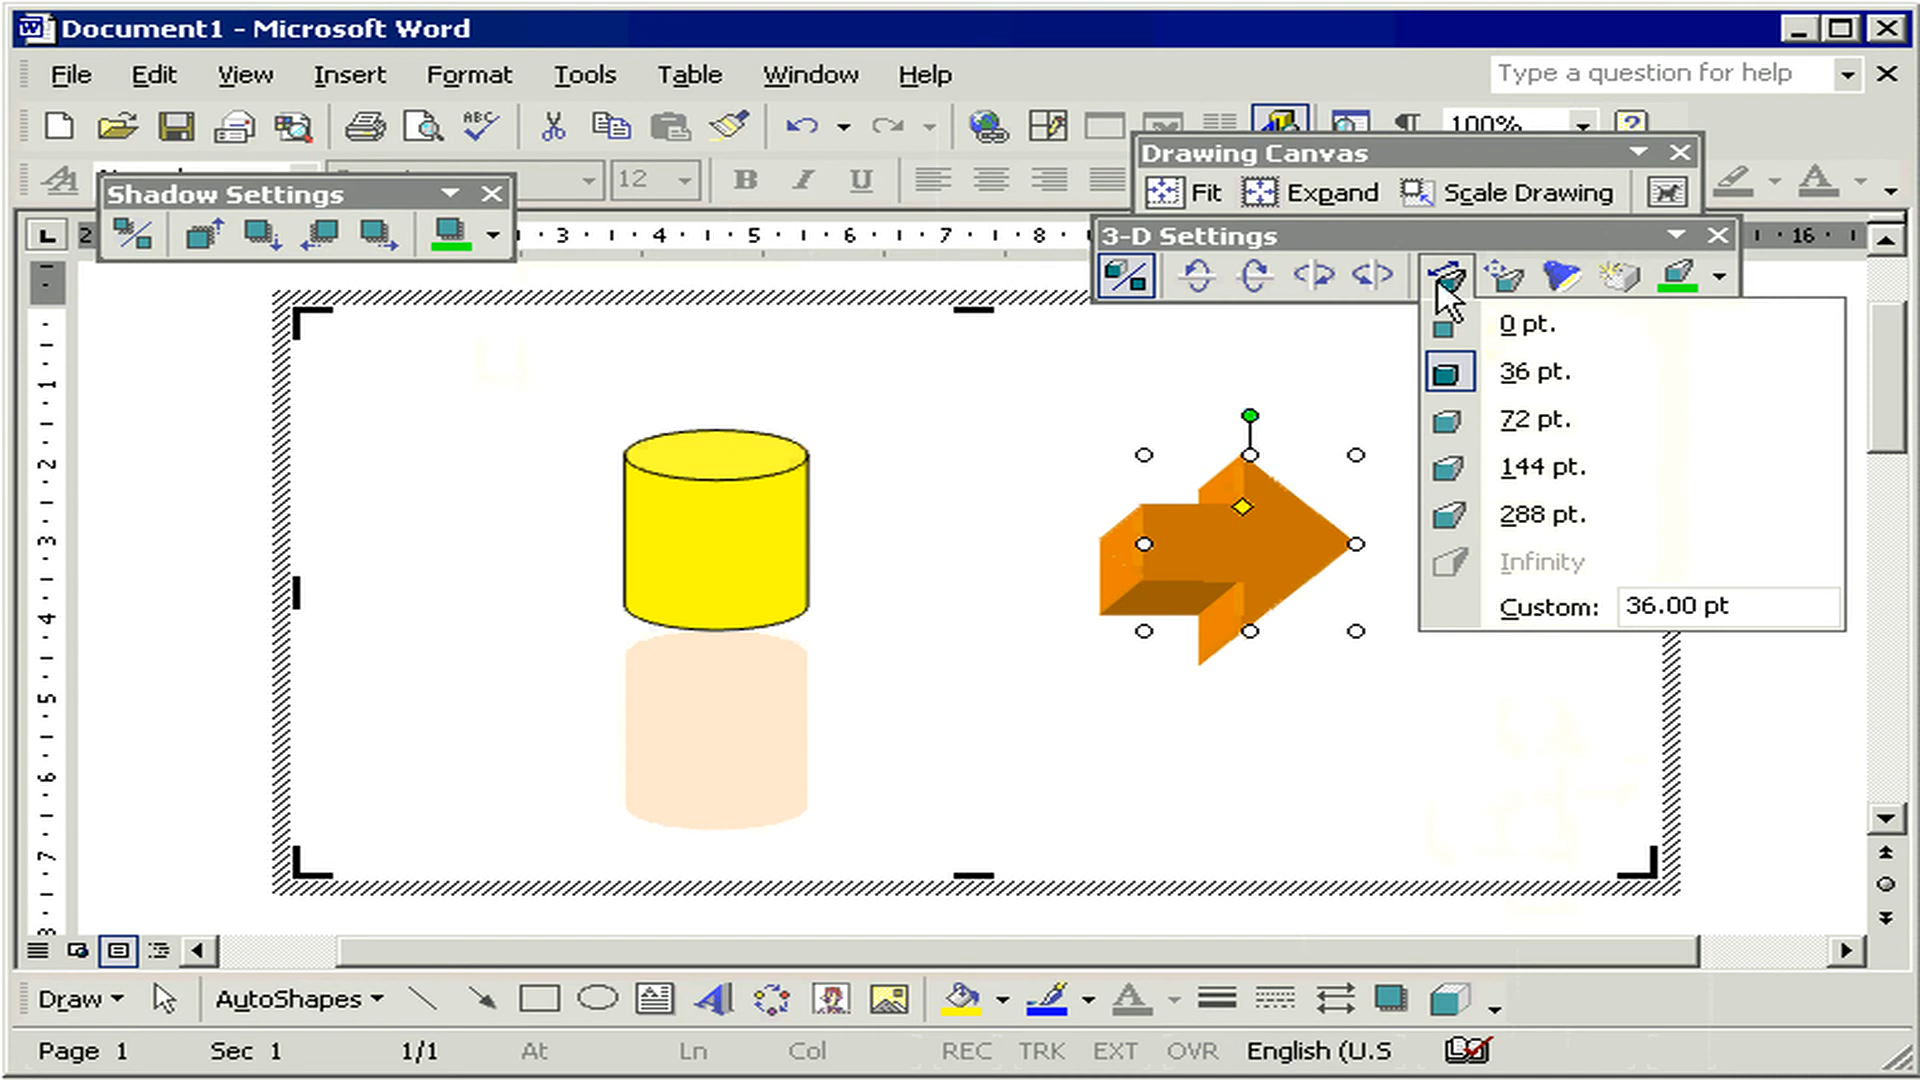 Document1 - Microsoft Word
File Edit View Insert Format Tools Table Window Help Type a question for help
ABC 100%
Drawing Canvas
12 B I U Fit Expand Scale Drawing
Shadow Settings
L 2 3 4 5 6 7 8 16
3-D Settings
0 pt.
36 pt.
72 pt.
144 pt.
288 pt.
Infinity
Custom: 36.00 pt
1
2
3
4
5
6
7
8
Draw AutoShapes
Page 1 Sec 1 1/1 At Ln Col REC TRK EXT OVR English (U.S